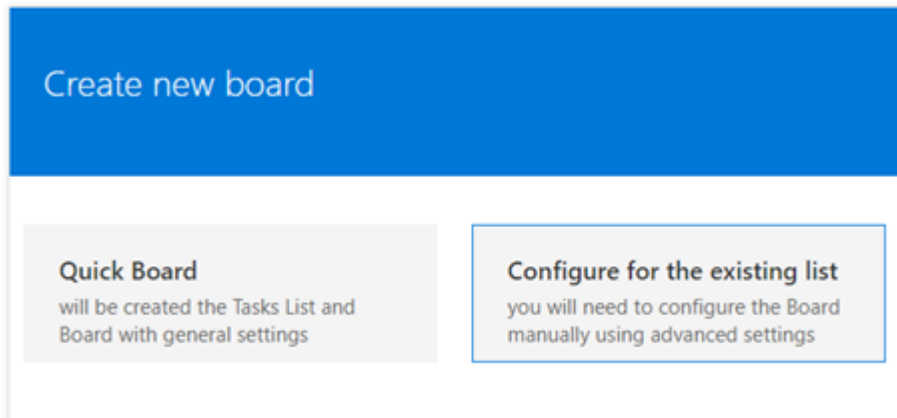 Create new board
Quick Board
will be created the Tasks List and
Board with general settings
Configure for the existing list
you will need to configure the Board
manually using advanced settings